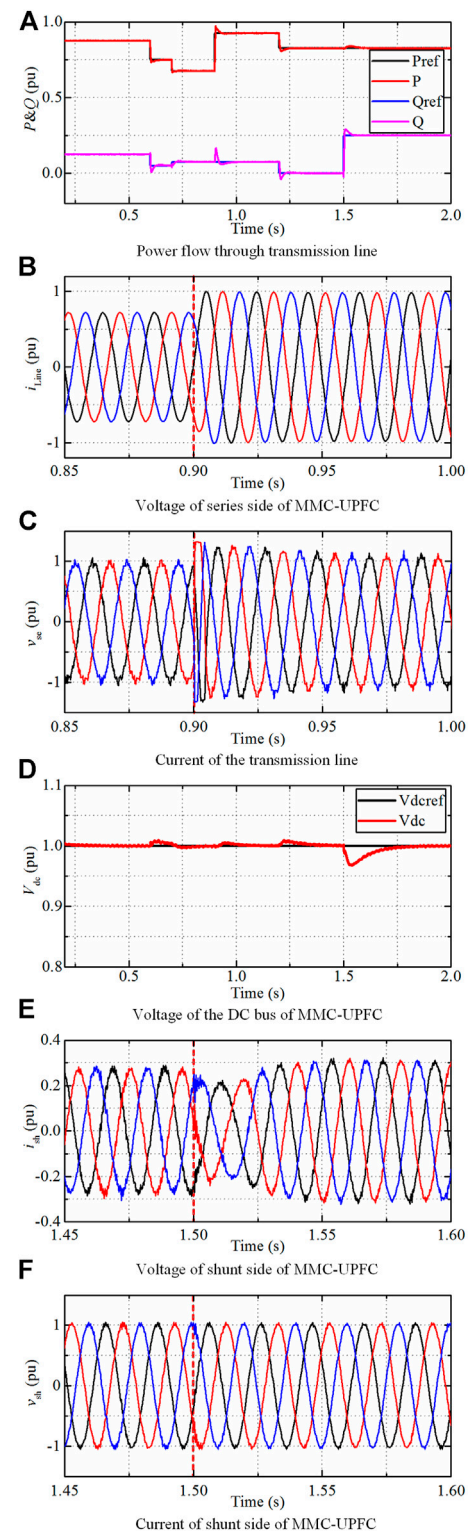 A
1.0
Pref
P
Qref
Q
0.5
0.0
P&Q (pu)
0.5 1.0 1.5 2.0
Time (s)
Power flow through transmission line
B
1
0
-1
iLine (pu)
0.85 0.90 0.95 1.00
Time (s)
Voltage of series side of MMC-UPFC
C
1
0
-1
vse (pu)
0.85 0.90 0.95 1.00
Time (s)
Current of the transmission line
D
1.1
Vdcref
Vdc
1.0
0.9
0.8
Vdc (pu)
0.5 1.0 1.5 2.0
Time (s)
Voltage of the DC bus of MMC-UPFC
E
0.4
0.2
0.0
-0.2
-0.4
ish (pu)
1.45 1.50 1.55 1.60
Time (s)
Voltage of shunt side of MMC-UPFC
F
1
0
-1
vsh (pu)
1.45 1.50 1.55 1.60
Time (s)
Current of shunt side of MMC-UPFC